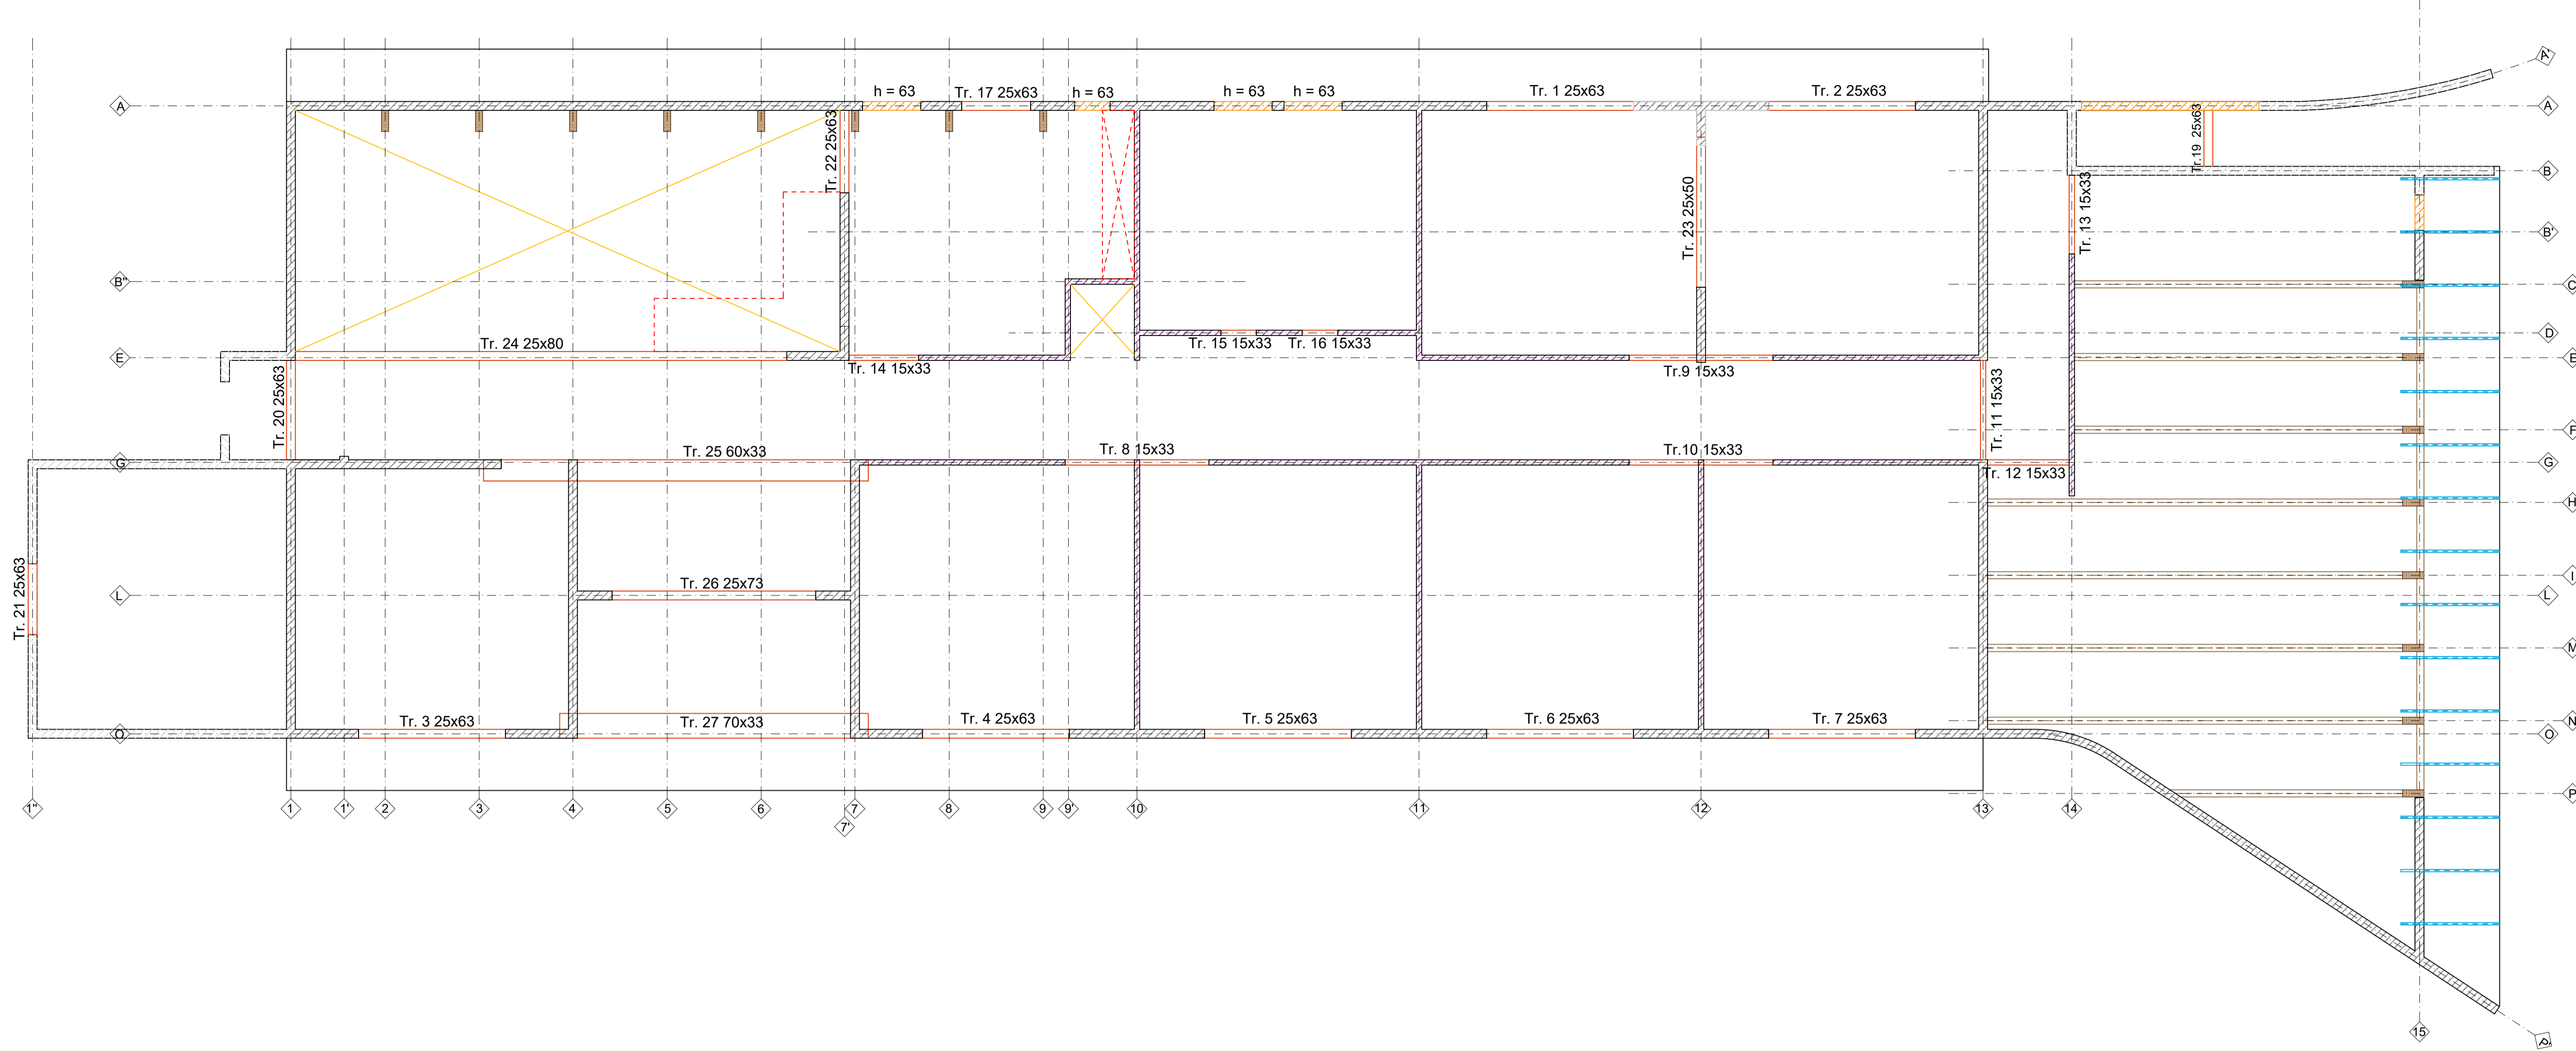 A'
h = 63
Tr. 17 25x63
h = 63
h = 63
h = 63
Tr. 1 25x63
Tr. 2 25x63
A
A
Tr. 22 25x63
Tr.19 25x63
B
Tr. 23 25x50
Tr. 13 15x33
B'
B"
C
D
Tr. 24 25x80
Tr. 15 15x33
Tr. 16 15x33
E
E
Tr. 14 15x33
Tr.9 15x33
Tr. 20 25x63
Tr. 11 15x33
F
Tr. 25 60x33
Tr. 8 15x33
Tr.10 15x33
G
G
Tr. 12 15x33
H
I
Tr. 21 25x63
Tr. 26 25x73
L
L
M
Tr. 3 25x63
Tr. 27 70x33
Tr. 4 25x63
Tr. 5 25x63
Tr. 6 25x63
Tr. 7 25x63
N
O
O
P
1" 1 1' 2 3 4 5 6 7 8 9 9' 10 11 12 13 14
7'
15
P'